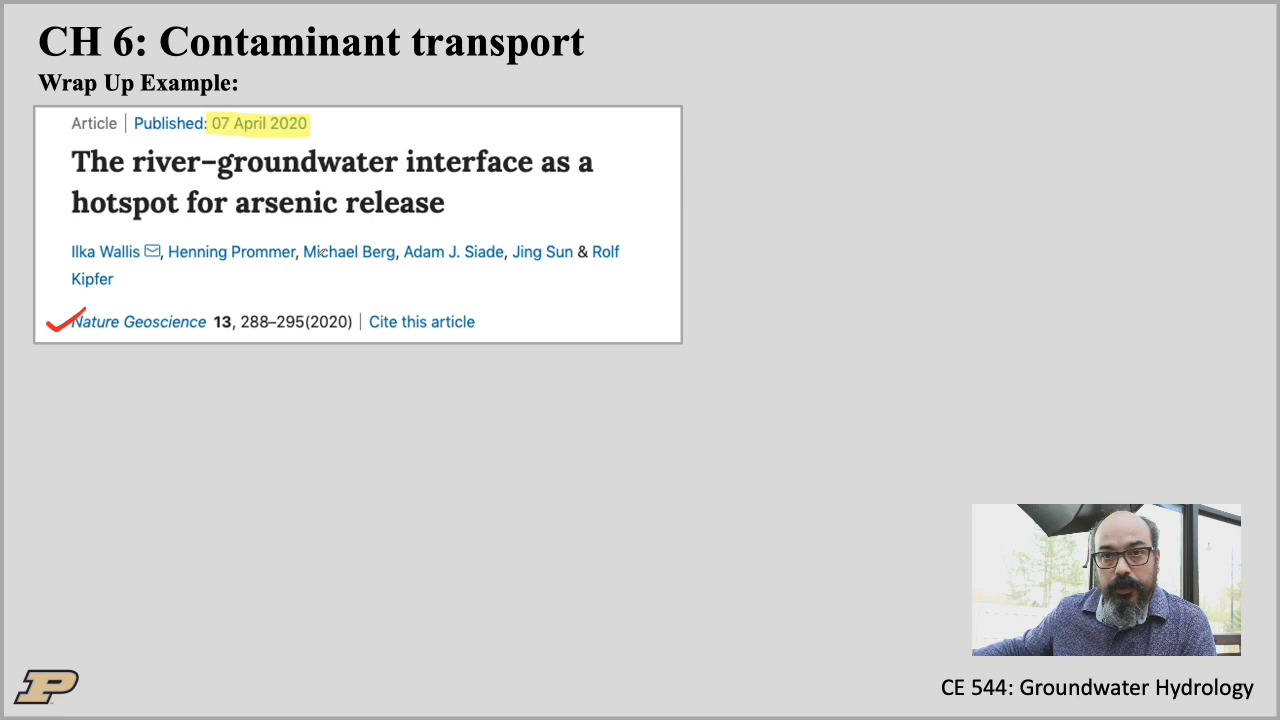 CH 6: Contaminant transport
Wrap Up Example:
Article | Published: 07 April 2020
The river–groundwater interface as a
hotspot for arsenic release
Ilka Wallis, Henning Prommer, Michael Berg, Adam J. Siade, Jing Sun & Rolf
Kipfer
Nature Geoscience 13, 288–295(2020) | Cite this article
P
CE 544: Groundwater Hydrology